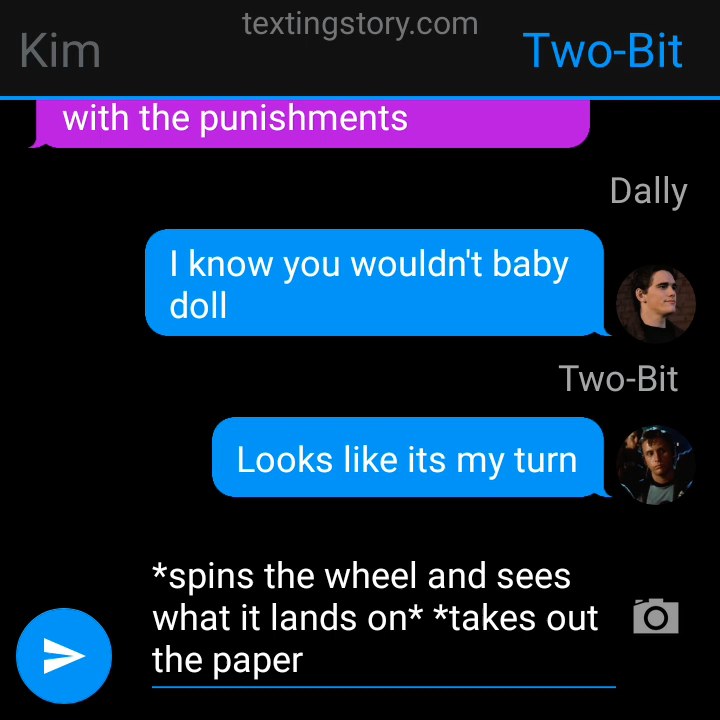 textingstory.com
Kim
Two-Bit
with the punishments
Dally
I know you wouldn't baby
doll
Two-Bit
Looks like its my turn
*spins the wheel and sees
what it lands on* *takes out
the paper